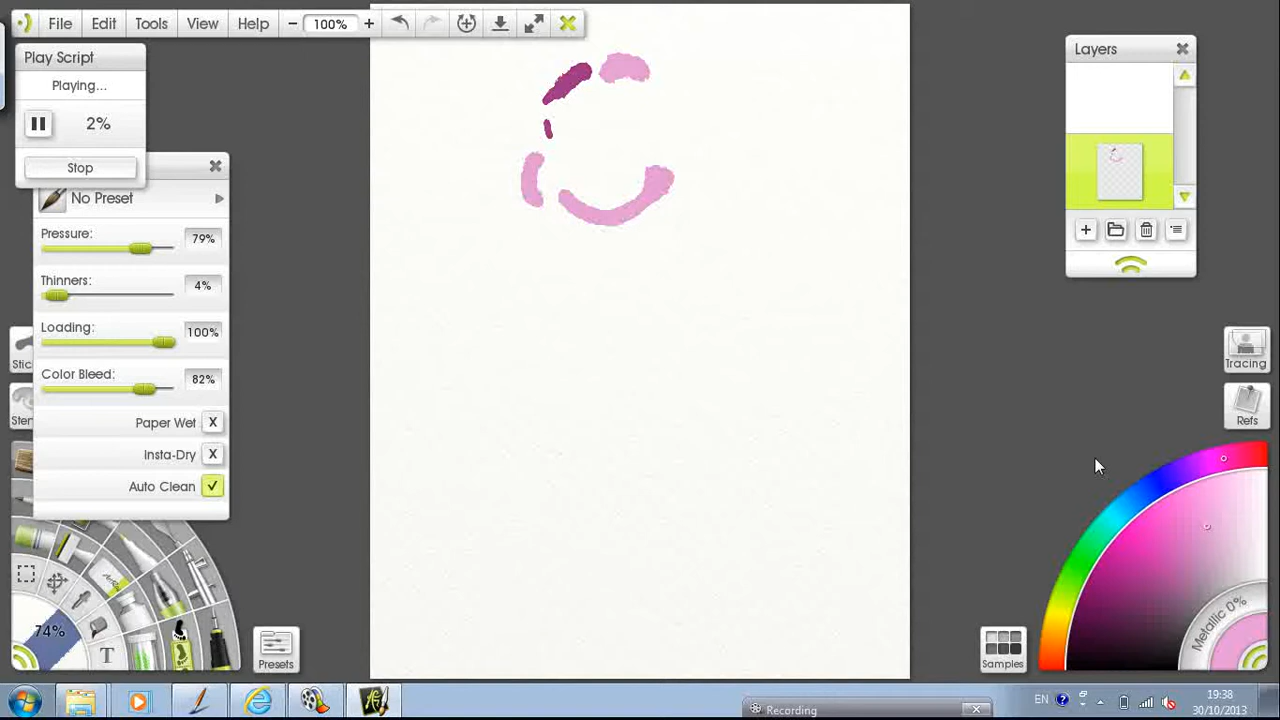 File Edit Tools View Help 100%
Play Script
Playing...
2%
Stop
No Preset
Pressure: 79%
Thinners: 4%
Loading: 100%
Color Bleed: 82%
Paper Wet X
Insta-Dry X
Auto Clean
Stic
Sten
74%
T
Presets
Layers
Tracing
Refs
Samples
Metallic 0%
Recording
EN
19:38
30/10/2013